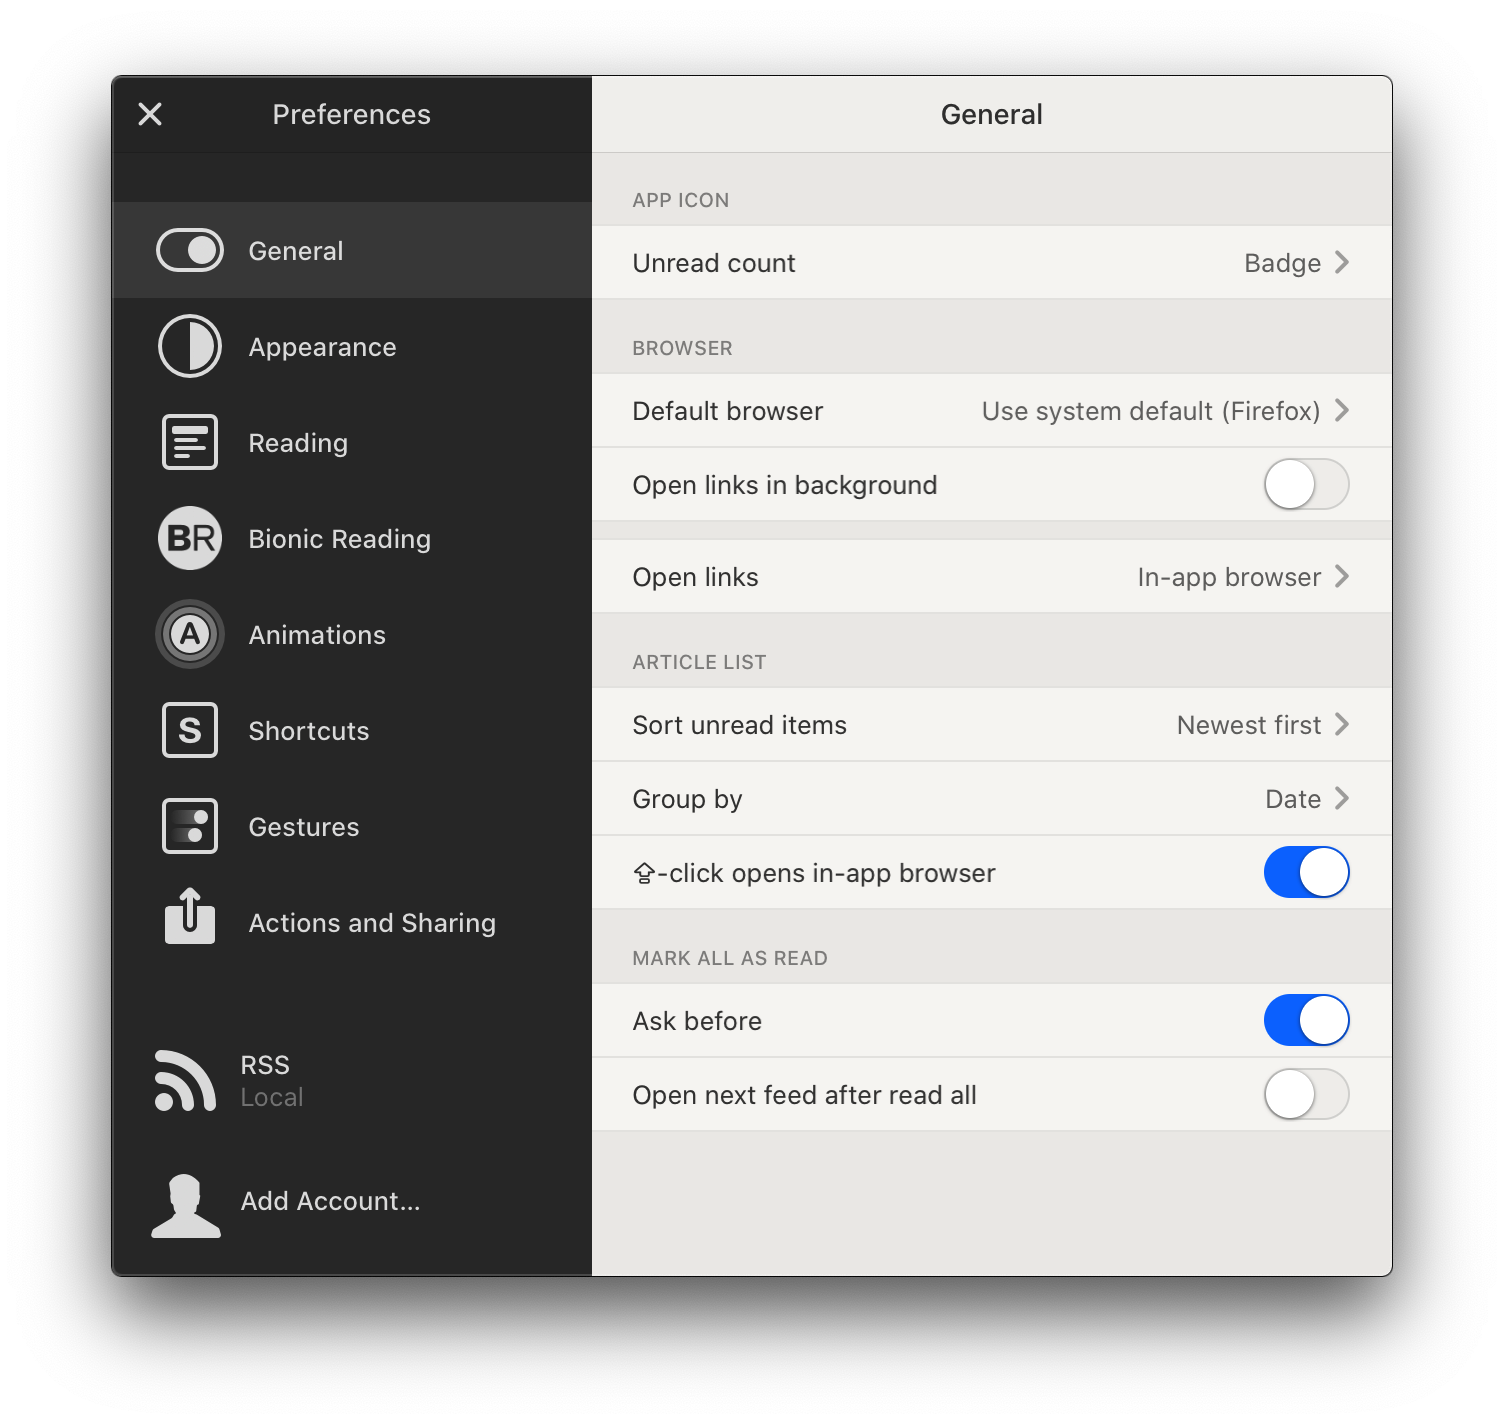 Preferences
General
Appearance
Reading
BR
Bionic Reading
A
Animations
S
Shortcuts
Gestures
Actions and Sharing
RSS
Local
Add Account...
General
APP ICON
Unread count Badge
BROWSER
Default browser Use system default (Firefox)
Open links in background
Open links In-app browser
ARTICLE LIST
Sort unread items Newest first
Group by Date
⇪-click opens in-app browser
MARK ALL AS READ
Ask before
Open next feed after read all